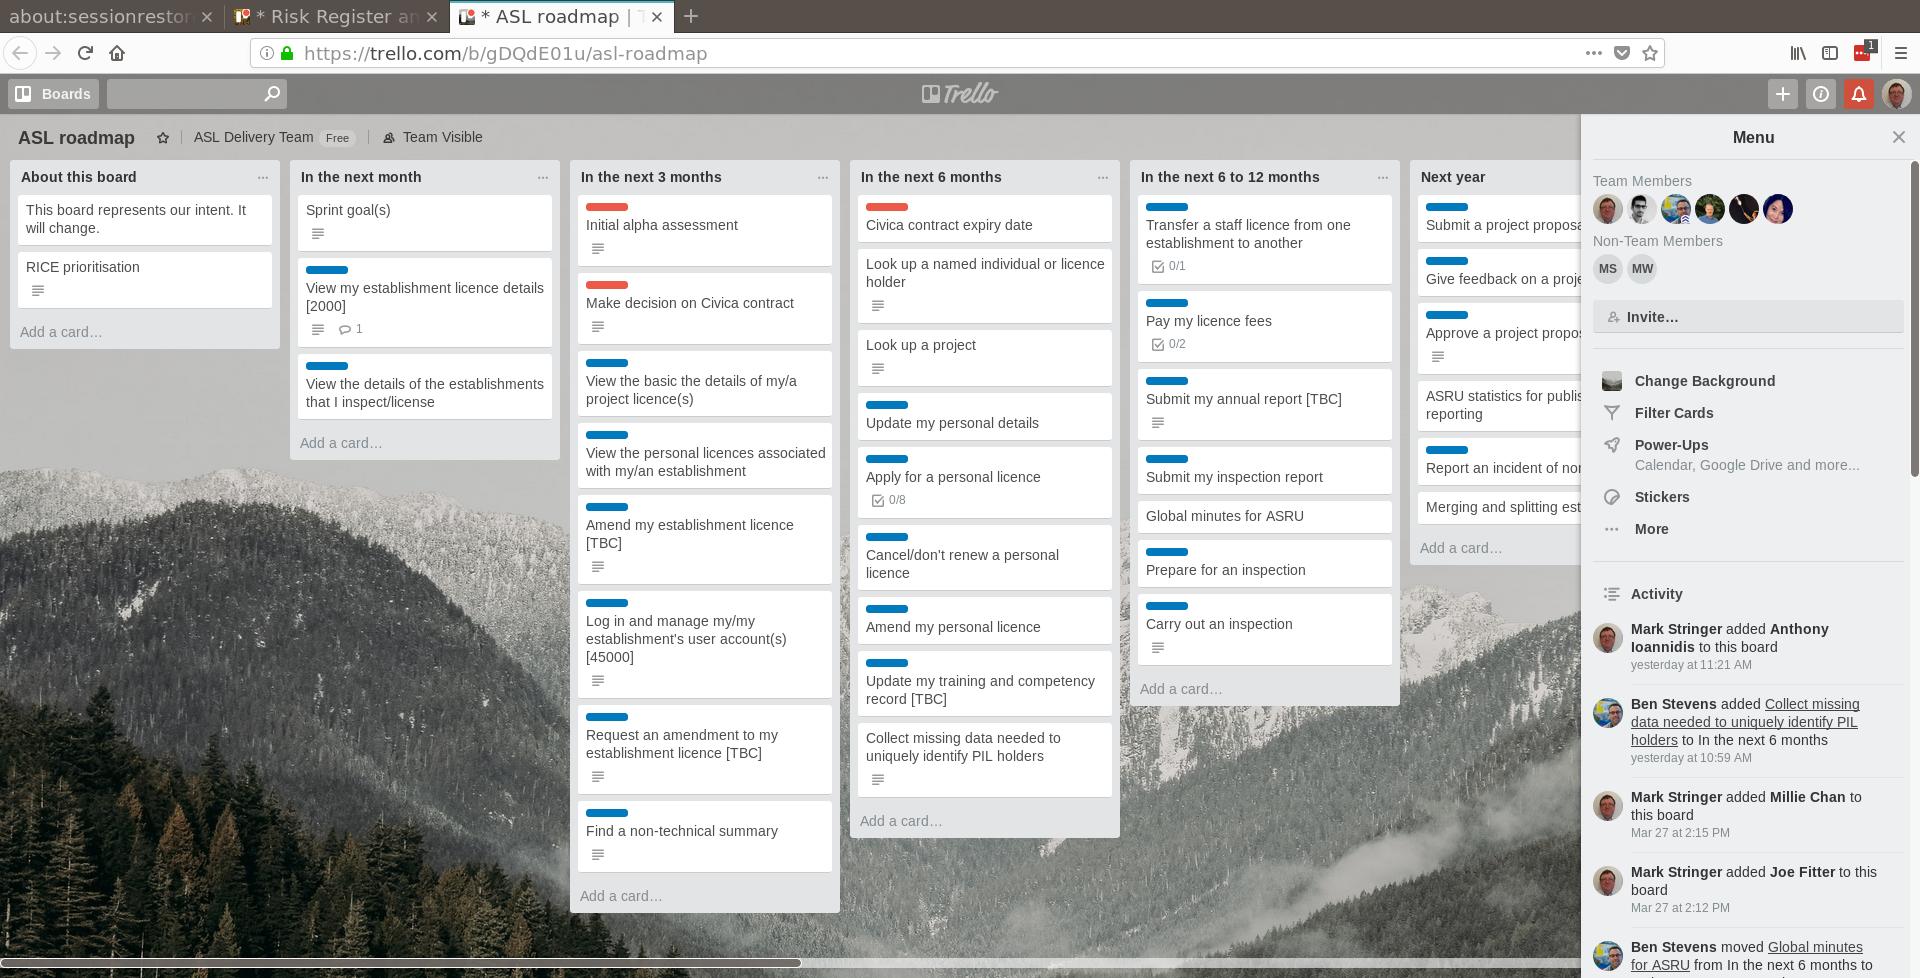 about:sessionrestor
* Risk Register an
* ASL roadmap |
https://trello.com/b/gDQdE01u/asl-roadmap
1
Boards
Trello
ASL roadmap
ASL Delivery Team Free
Team Visible
About this board
This board represents our intent. It
will change.
RICE prioritisation
Add a card…
In the next month
Sprint goal(s)
View my establishment licence details
[2000]
1
View the details of the establishments
that I inspect/license
Add a card…
In the next 3 months
Initial alpha assessment
Make decision on Civica contract
View the basic the details of my/a
project licence(s)
View the personal licences associated
with my/an establishment
Amend my establishment licence
[TBC]
Log in and manage my/my
establishment's user account(s)
[45000]
Request an amendment to my
establishment licence [TBC]
Find a non-technical summary
Add a card…
In the next 6 months
Civica contract expiry date
Look up a named individual or licence
holder
Look up a project
Update my personal details
Apply for a personal licence
0/8
Cancel/don't renew a personal
licence
Amend my personal licence
Update my training and competency
record [TBC]
Collect missing data needed to
uniquely identify PIL holders
Add a card…
In the next 6 to 12 months
Transfer a staff licence from one
establishment to another
0/1
Pay my licence fees
0/2
Submit my annual report [TBC]
Submit my inspection report
Global minutes for ASRU
Prepare for an inspection
Carry out an inspection
Add a card…
Next year
Submit a project proposa
Give feedback on a proje
Approve a project propos
ASRU statistics for publis
reporting
Report an incident of nor
Merging and splitting est
Add a card…
Menu
Team Members
Non-Team Members
MS MW
Invite…
Change Background
Filter Cards
Power-Ups
Calendar, Google Drive and more...
Stickers
More
Activity
Mark Stringer added Anthony
Ioannidis to this board
yesterday at 11:21 AM
Ben Stevens added Collect missing
data needed to uniquely identify PIL
holders to In the next 6 months
yesterday at 10:59 AM
Mark Stringer added Millie Chan to
this board
Mar 27 at 2:15 PM
Mark Stringer added Joe Fitter to this
board
Mar 27 at 2:12 PM
Ben Stevens moved Global minutes
for ASRU from In the next 6 months to